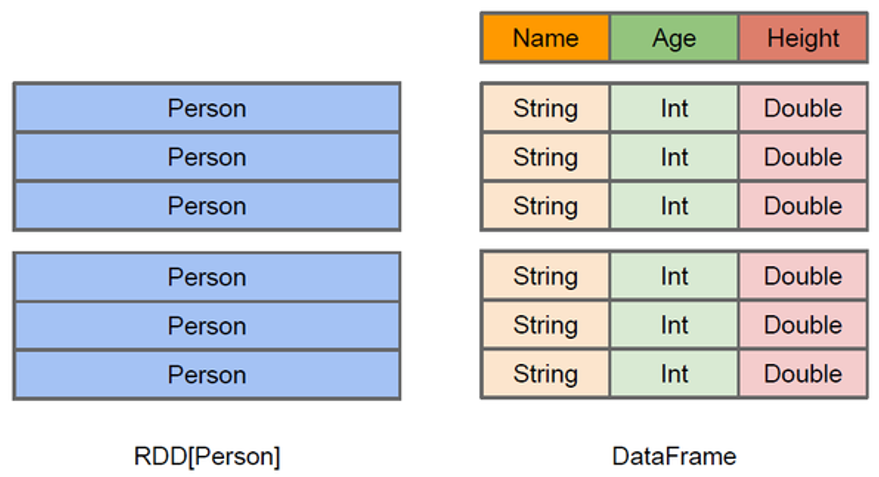 Name Age Height
Person
Person
Person
Person
Person
Person
RDD[Person]
String Int Double
String Int Double
String Int Double
String Int Double
String Int Double
String Int Double
DataFrame